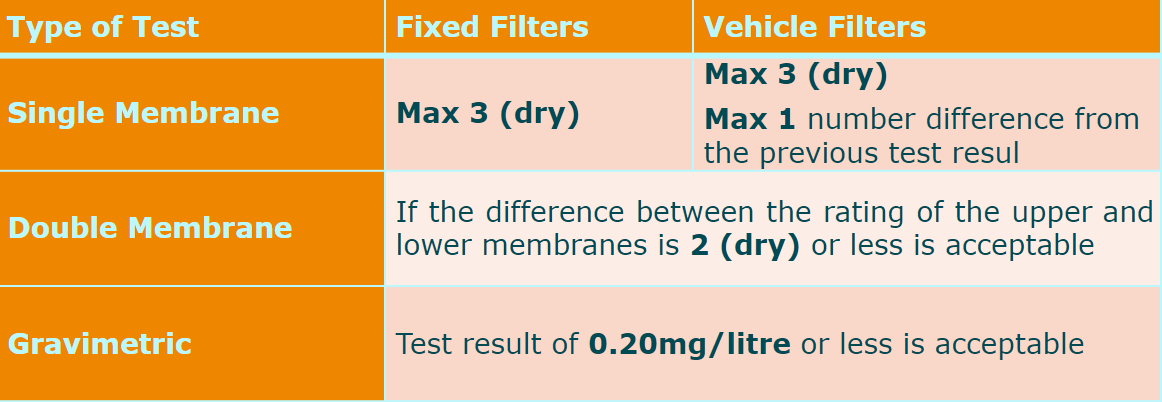 Type of Test
Fixed Filters
Vehicle Filters
Single Membrane
Max 3 (dry)
Max 3 (dry)
Max 1 number difference from
the previous test resul
Double Membrane
If the difference between the rating of the upper and
lower membranes is 2 (dry) or less is acceptable
Gravimetric
Test result of 0.20mg/litre or less is acceptable